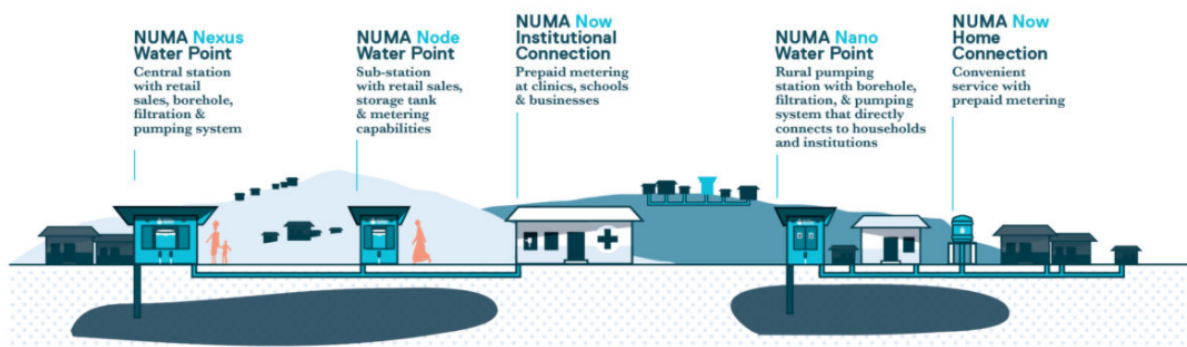 NUMA Nexus
Water Point
Central station
with retail
sales, borehole,
filtration &
pumping system
NUMA Node
Water Point
Sub-station
with retail sales,
storage tank
& metering
capabilities
NUMA Now
Institutional
Connection
Prepaid metering
at clinics, schools
& businesses
NUMA Nano
Water Point
Rural pumping
station with borehole,
filtration, & pumping
system that directly
connects to households
and institutions
NUMA Now
Home
Connection
Convenient
service with
prepaid metering